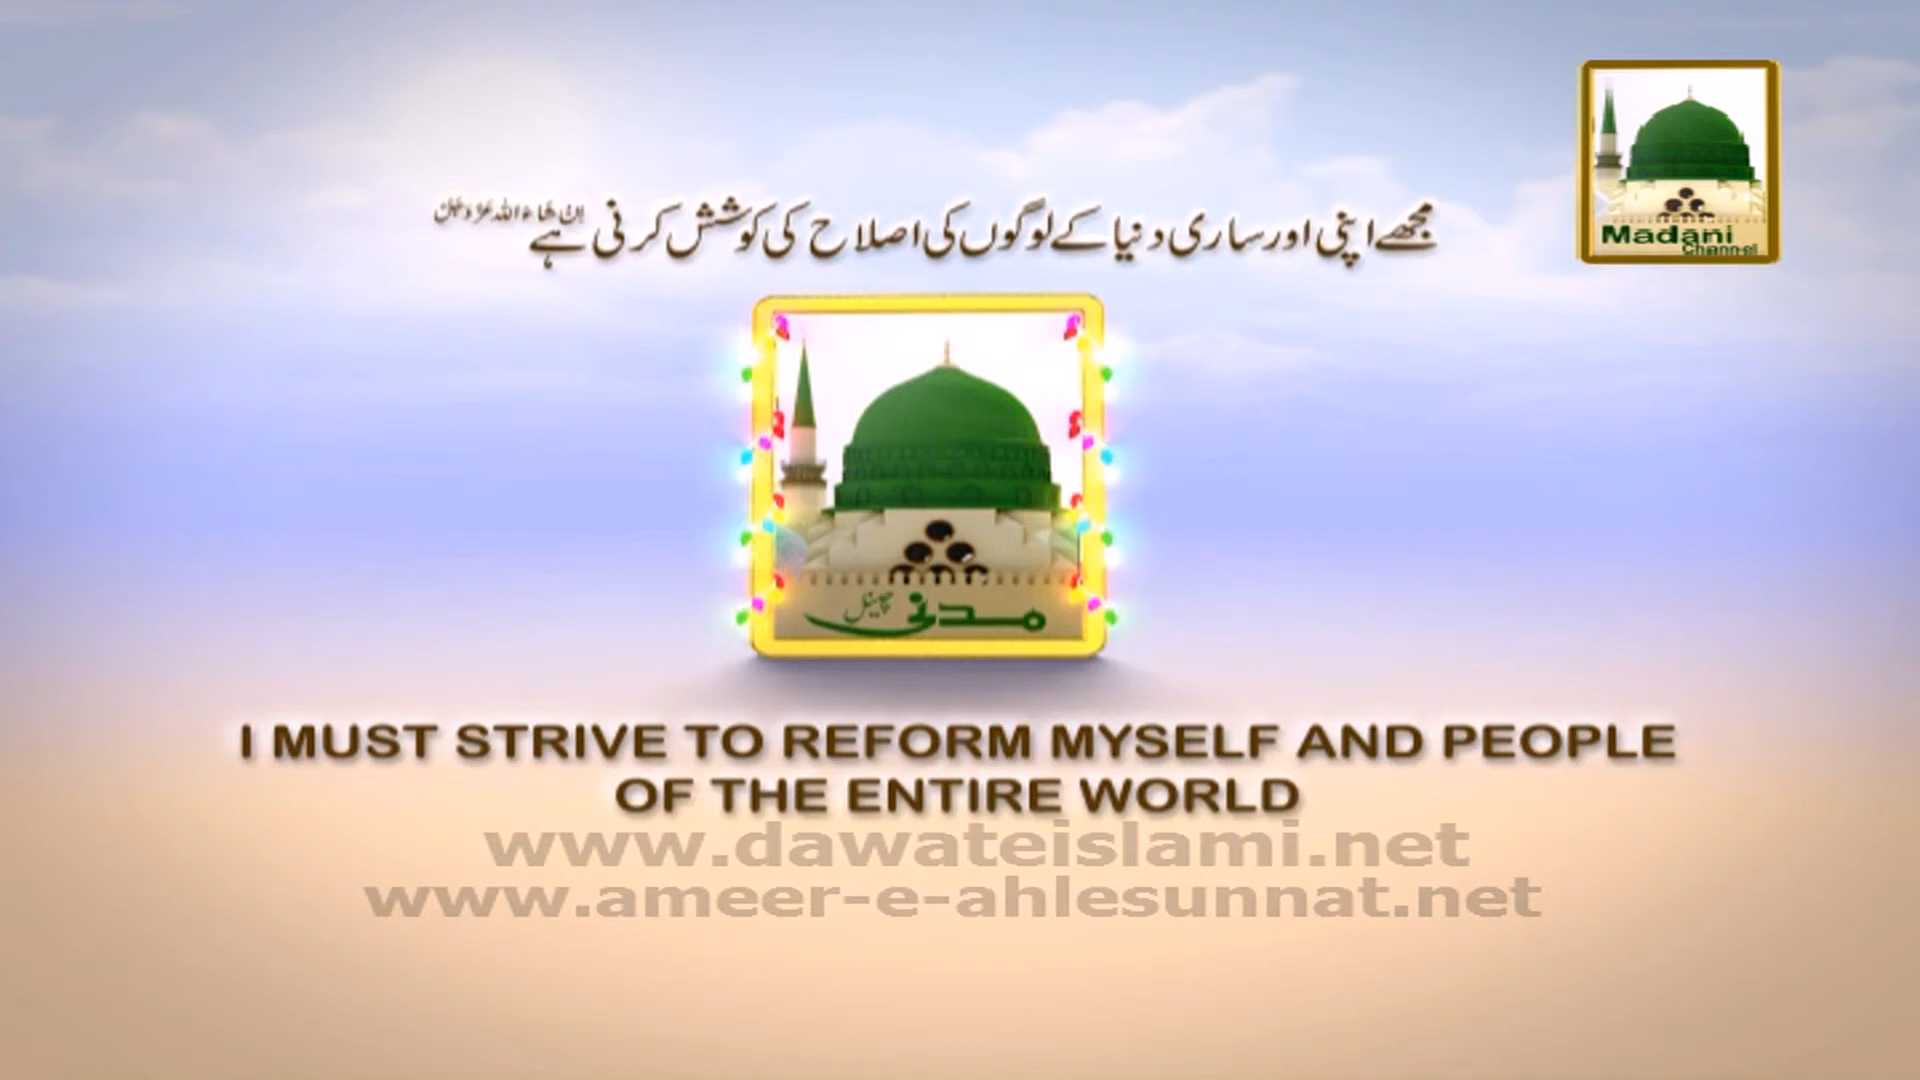 مجھے اپنی اور ساری دنیا کے لوگوں کی اصلاح کی کوشش کرنی ہے ان شاء اللہ عزوجل
Madani
Channel
مدنی چینل
I MUST STRIVE TO REFORM MYSELF AND PEOPLE
OF THE ENTIRE WORLD
www.dawateislami.net
www.ameer-e-ahlesunnat.net